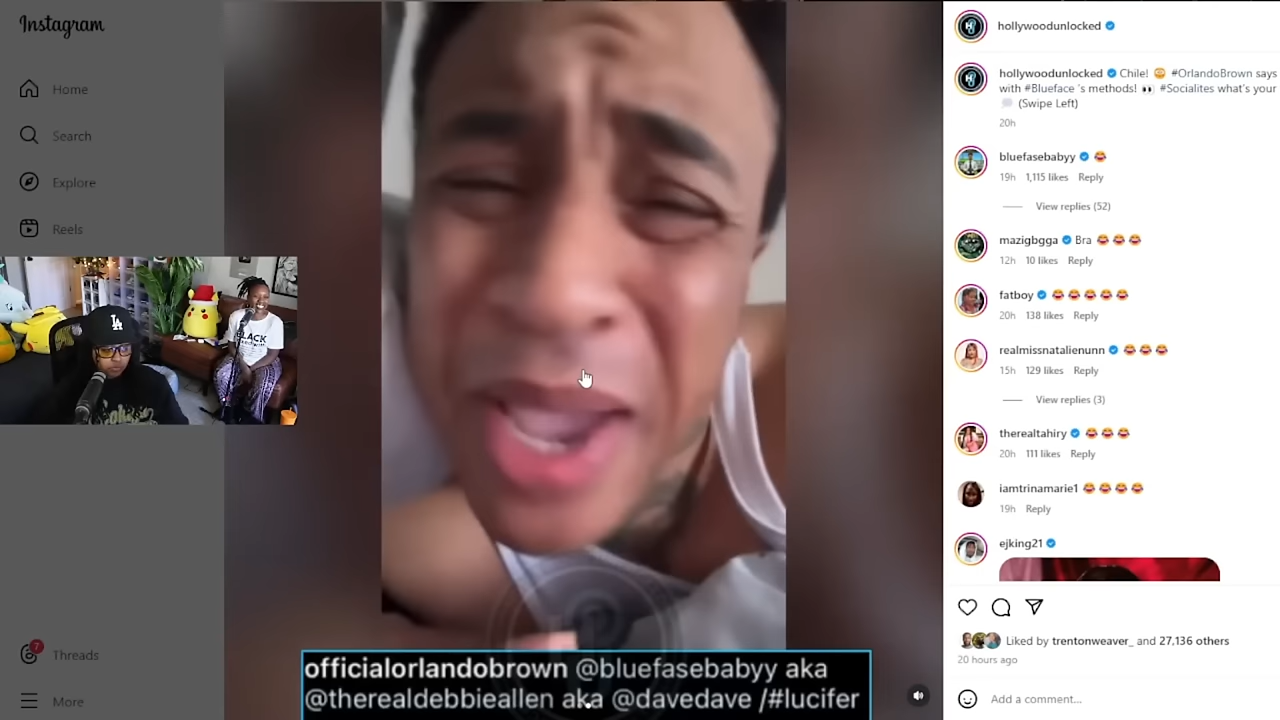 Instagram
Home
Search
Explore
Reels
Threads
7
More
LA
BLACK
officialorlandobrown @bluefasebabyy aka
@therealdebbieallen aka @davedave /#lucifer
hollywoodunlocked
hollywoodunlocked Chile! 😳 #OrlandoBrown says
with #Blueface 's methods! 👀 #Socialites what's your
💭 (Swipe Left)
20h
bluefasebabyy 😂
19h 1,115 likes Reply
View replies (52)
mazigbgga Bra 😂😂😂
12h 10 likes Reply
fatboy 😂😂😂😂😂
20h 138 likes Reply
realmissnatalienunn 😂😂😂
15h 129 likes Reply
View replies (3)
therealtahiry 😂😂😂
20h 111 likes Reply
iamtrinamarie1 😂😂😂😂
19h Reply
ejking21
Liked by trentonweaver_ and 27,136 others
20 hours ago
Add a comment...